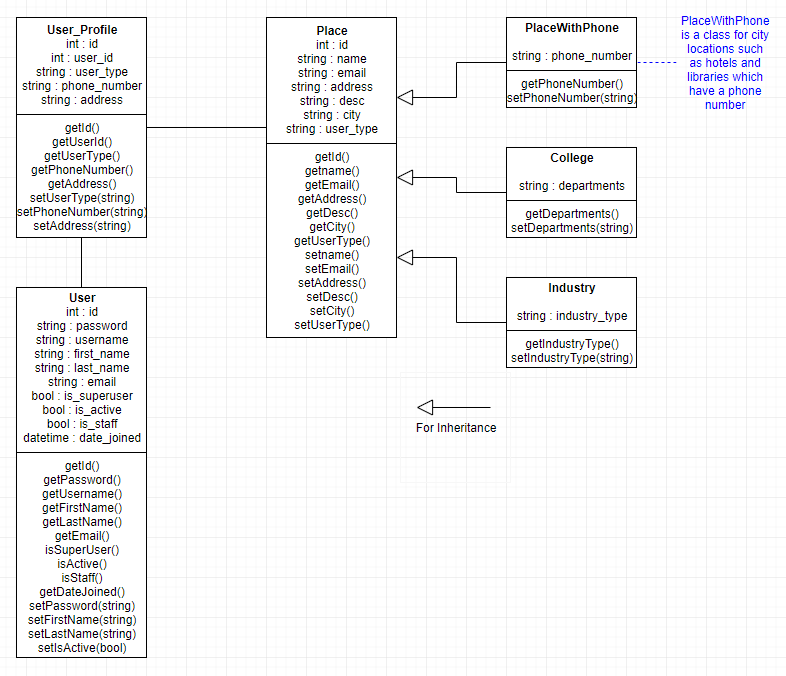 User_Profile
int : id
int : user_id
string : user_type
string : phone_number
string : address
getId()
getUserId()
getUserType()
getPhoneNumber()
getAddress()
setUserType(string)
setPhoneNumber(string)
setAddress(string)
User
int : id
string : password
string : username
string : first_name
string : last_name
string : email
bool : is_superuser
bool : is_active
bool : is_staff
datetime : date_joined
getId()
getPassword()
getUsername()
getFirstName()
getLastName()
getEmail()
isSuperUser()
isActive()
isStaff()
getDateJoined()
setPassword(string)
setFirstName(string)
setLastName(string)
setIsActive(bool)
Place
int : id
string : name
string : email
string : address
string : desc
string : city
string : user_type
getId()
getname()
getEmail()
getAddress()
getDesc()
getCity()
getUserType()
setname()
setEmail()
setAddress()
setDesc()
setCity()
setUserType()
PlaceWithPhone
string : phone_number
getPhoneNumber()
setPhoneNumber(string)
PlaceWithPhone
is a class for city
locations such
as hotels and
libraries which
have a phone
number
College
string : departments
getDepartments()
setDepartments(string)
Industry
string : industry_type
getIndustryType()
setIndustryType(string)
For Inheritance